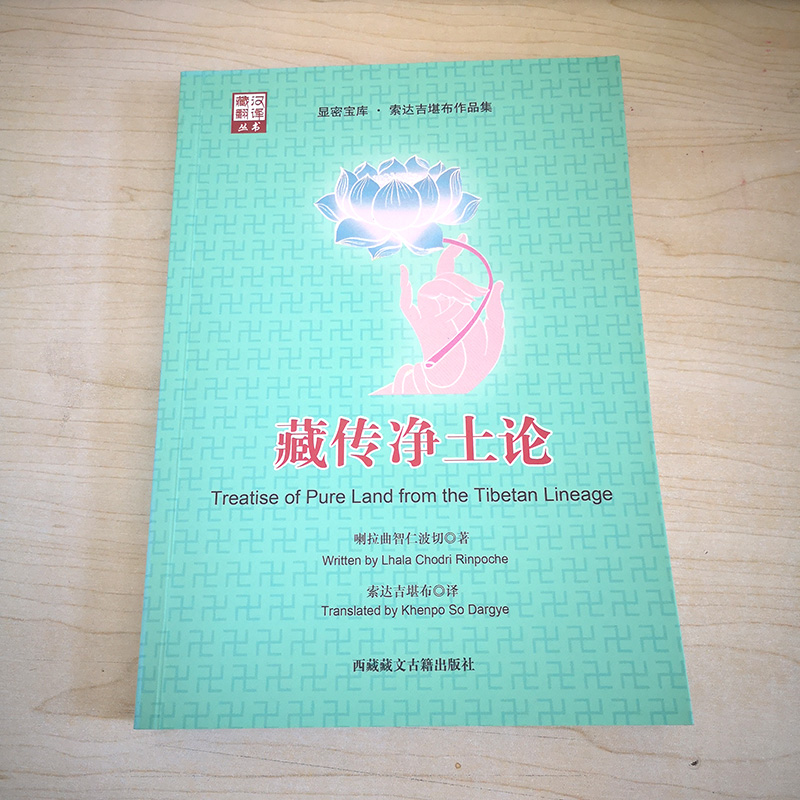 藏汉
翻译
丛书
显密宝库·索达吉堪布作品集
藏传净土论
Treatise of Pure Land from the Tibetan Lineage
喇拉曲智仁波切◎著
Written by Lhala Chodri Rinpoche
索达吉堪布◎译
Translated by Khenpo So Dargye
西藏藏文古籍出版社